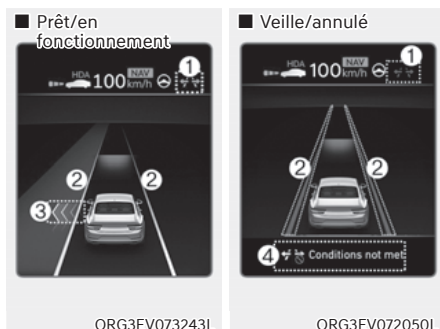 ■ Prêt/en
fonctionnement
HDA 100 km/h NAV
①
②
②
③
ORG3EV073243L
■ Veille/annulé
HDA 100 km/h NAV
①
②
②
④ Conditions not met
ORG3EV072050L